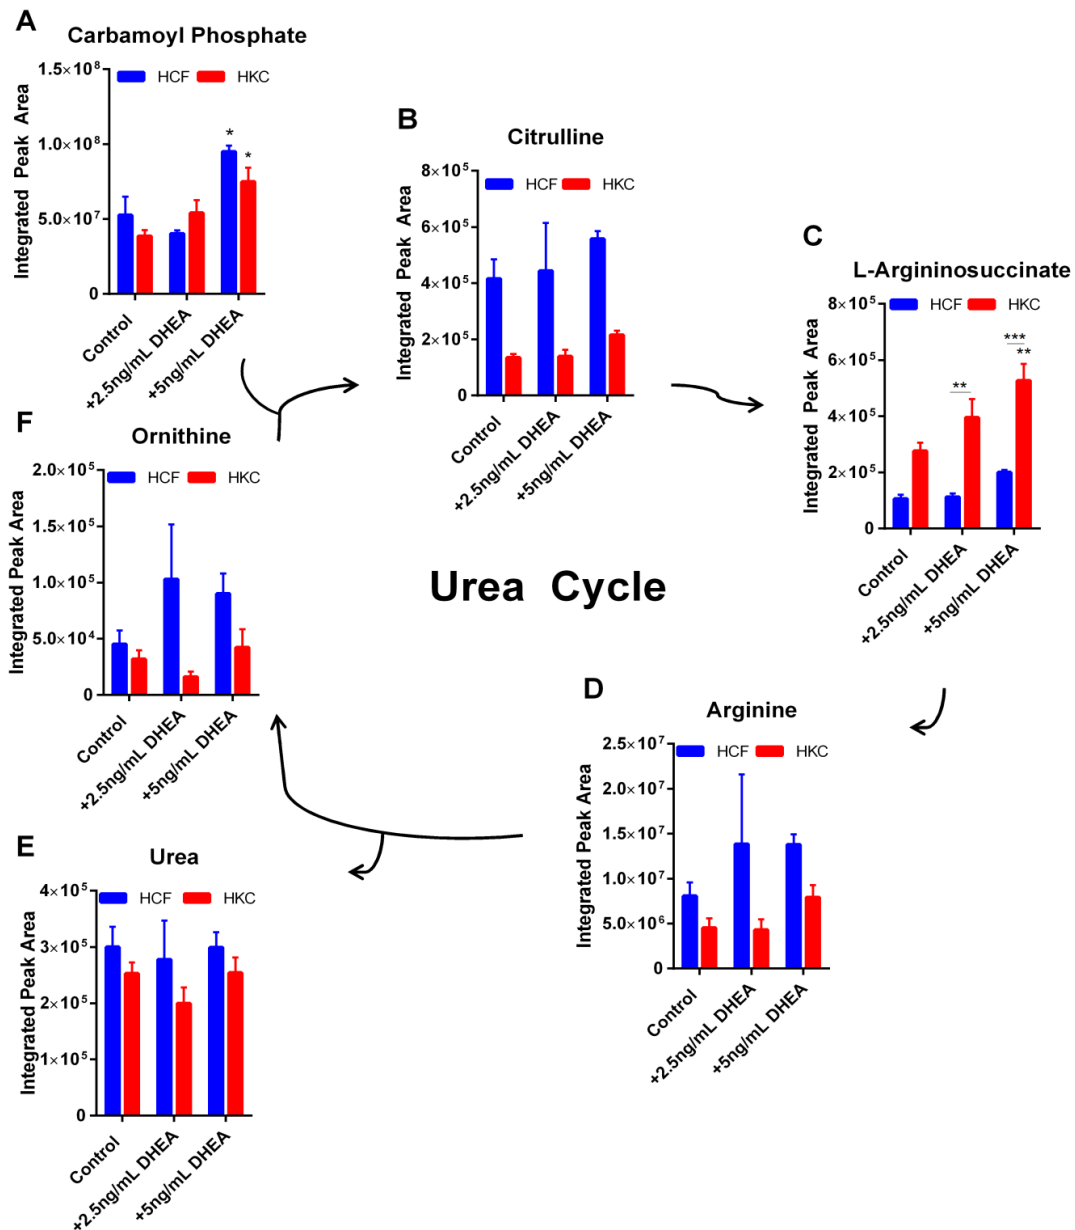 A
Carbamoyl Phosphate
HCF HKC
Integrated Peak Area
1.5×10⁸
1.0×10⁸
5.0×10⁷
0
*
*
Control
+2.5ng/mL DHEA
+5ng/mL DHEA
B
Citrulline
HCF HKC
Integrated Peak Area
8×10⁵
6×10⁵
4×10⁵
2×10⁵
0
Control
+2.5ng/mL DHEA
+5ng/mL DHEA
C
L-Argininosuccinate
HCF HKC
Integrated Peak Area
8×10⁵
6×10⁵
4×10⁵
2×10⁵
0
**
***
**
Control
+2.5ng/mL DHEA
+5ng/mL DHEA
F
Ornithine
HCF HKC
Integrated Peak Area
2.0×10⁵
1.5×10⁵
1.0×10⁵
5.0×10⁴
0
Control
+2.5ng/mL DHEA
+5ng/mL DHEA
Urea Cycle
D
Arginine
HCF HKC
Integrated Peak Area
2.5×10⁷
2.0×10⁷
1.5×10⁷
1.0×10⁷
5.0×10⁶
0
Control
+2.5ng/mL DHEA
+5ng/mL DHEA
E
Urea
HCF HKC
Integrated Peak Area
4×10⁵
3×10⁵
2×10⁵
1×10⁵
0
Control
+2.5ng/mL DHEA
+5ng/mL DHEA